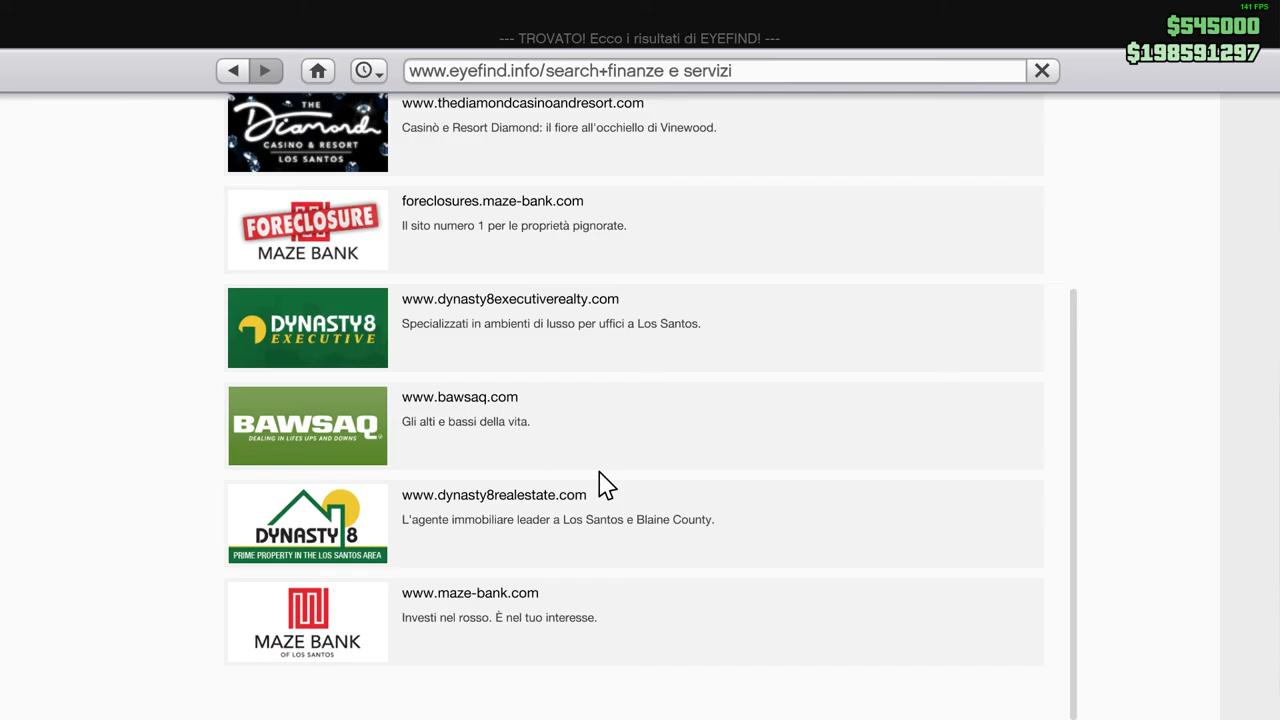 141 FPS
$545000
--- TROVATO! Ecco i risultati di EYEFIND! ---
$198591297
www.eyefind.info/search+finanze e servizi
THE
Diamond
CASINO & RESORT
LOS SANTOS
www.thediamondcasinoandresort.com
Casinò e Resort Diamond: il fiore all'occhiello di Vinewood.
FORECLOSURE
MAZE BANK
foreclosures.maze-bank.com
Il sito numero 1 per le proprietà pignorate.
DYNASTY8
EXECUTIVE
www.dynasty8executiverealty.com
Specializzati in ambienti di lusso per uffici a Los Santos.
BAWSAQ
DEALING IN LIFES UPS AND DOWNS
www.bawsaq.com
Gli alti e bassi della vita.
DYNASTY 8
PRIME PROPERTY IN THE LOS SANTOS AREA
www.dynasty8realestate.com
L'agente immobiliare leader a Los Santos e Blaine County.
MAZE BANK
OF LOS SANTOS
www.maze-bank.com
Investi nel rosso. È nel tuo interesse.